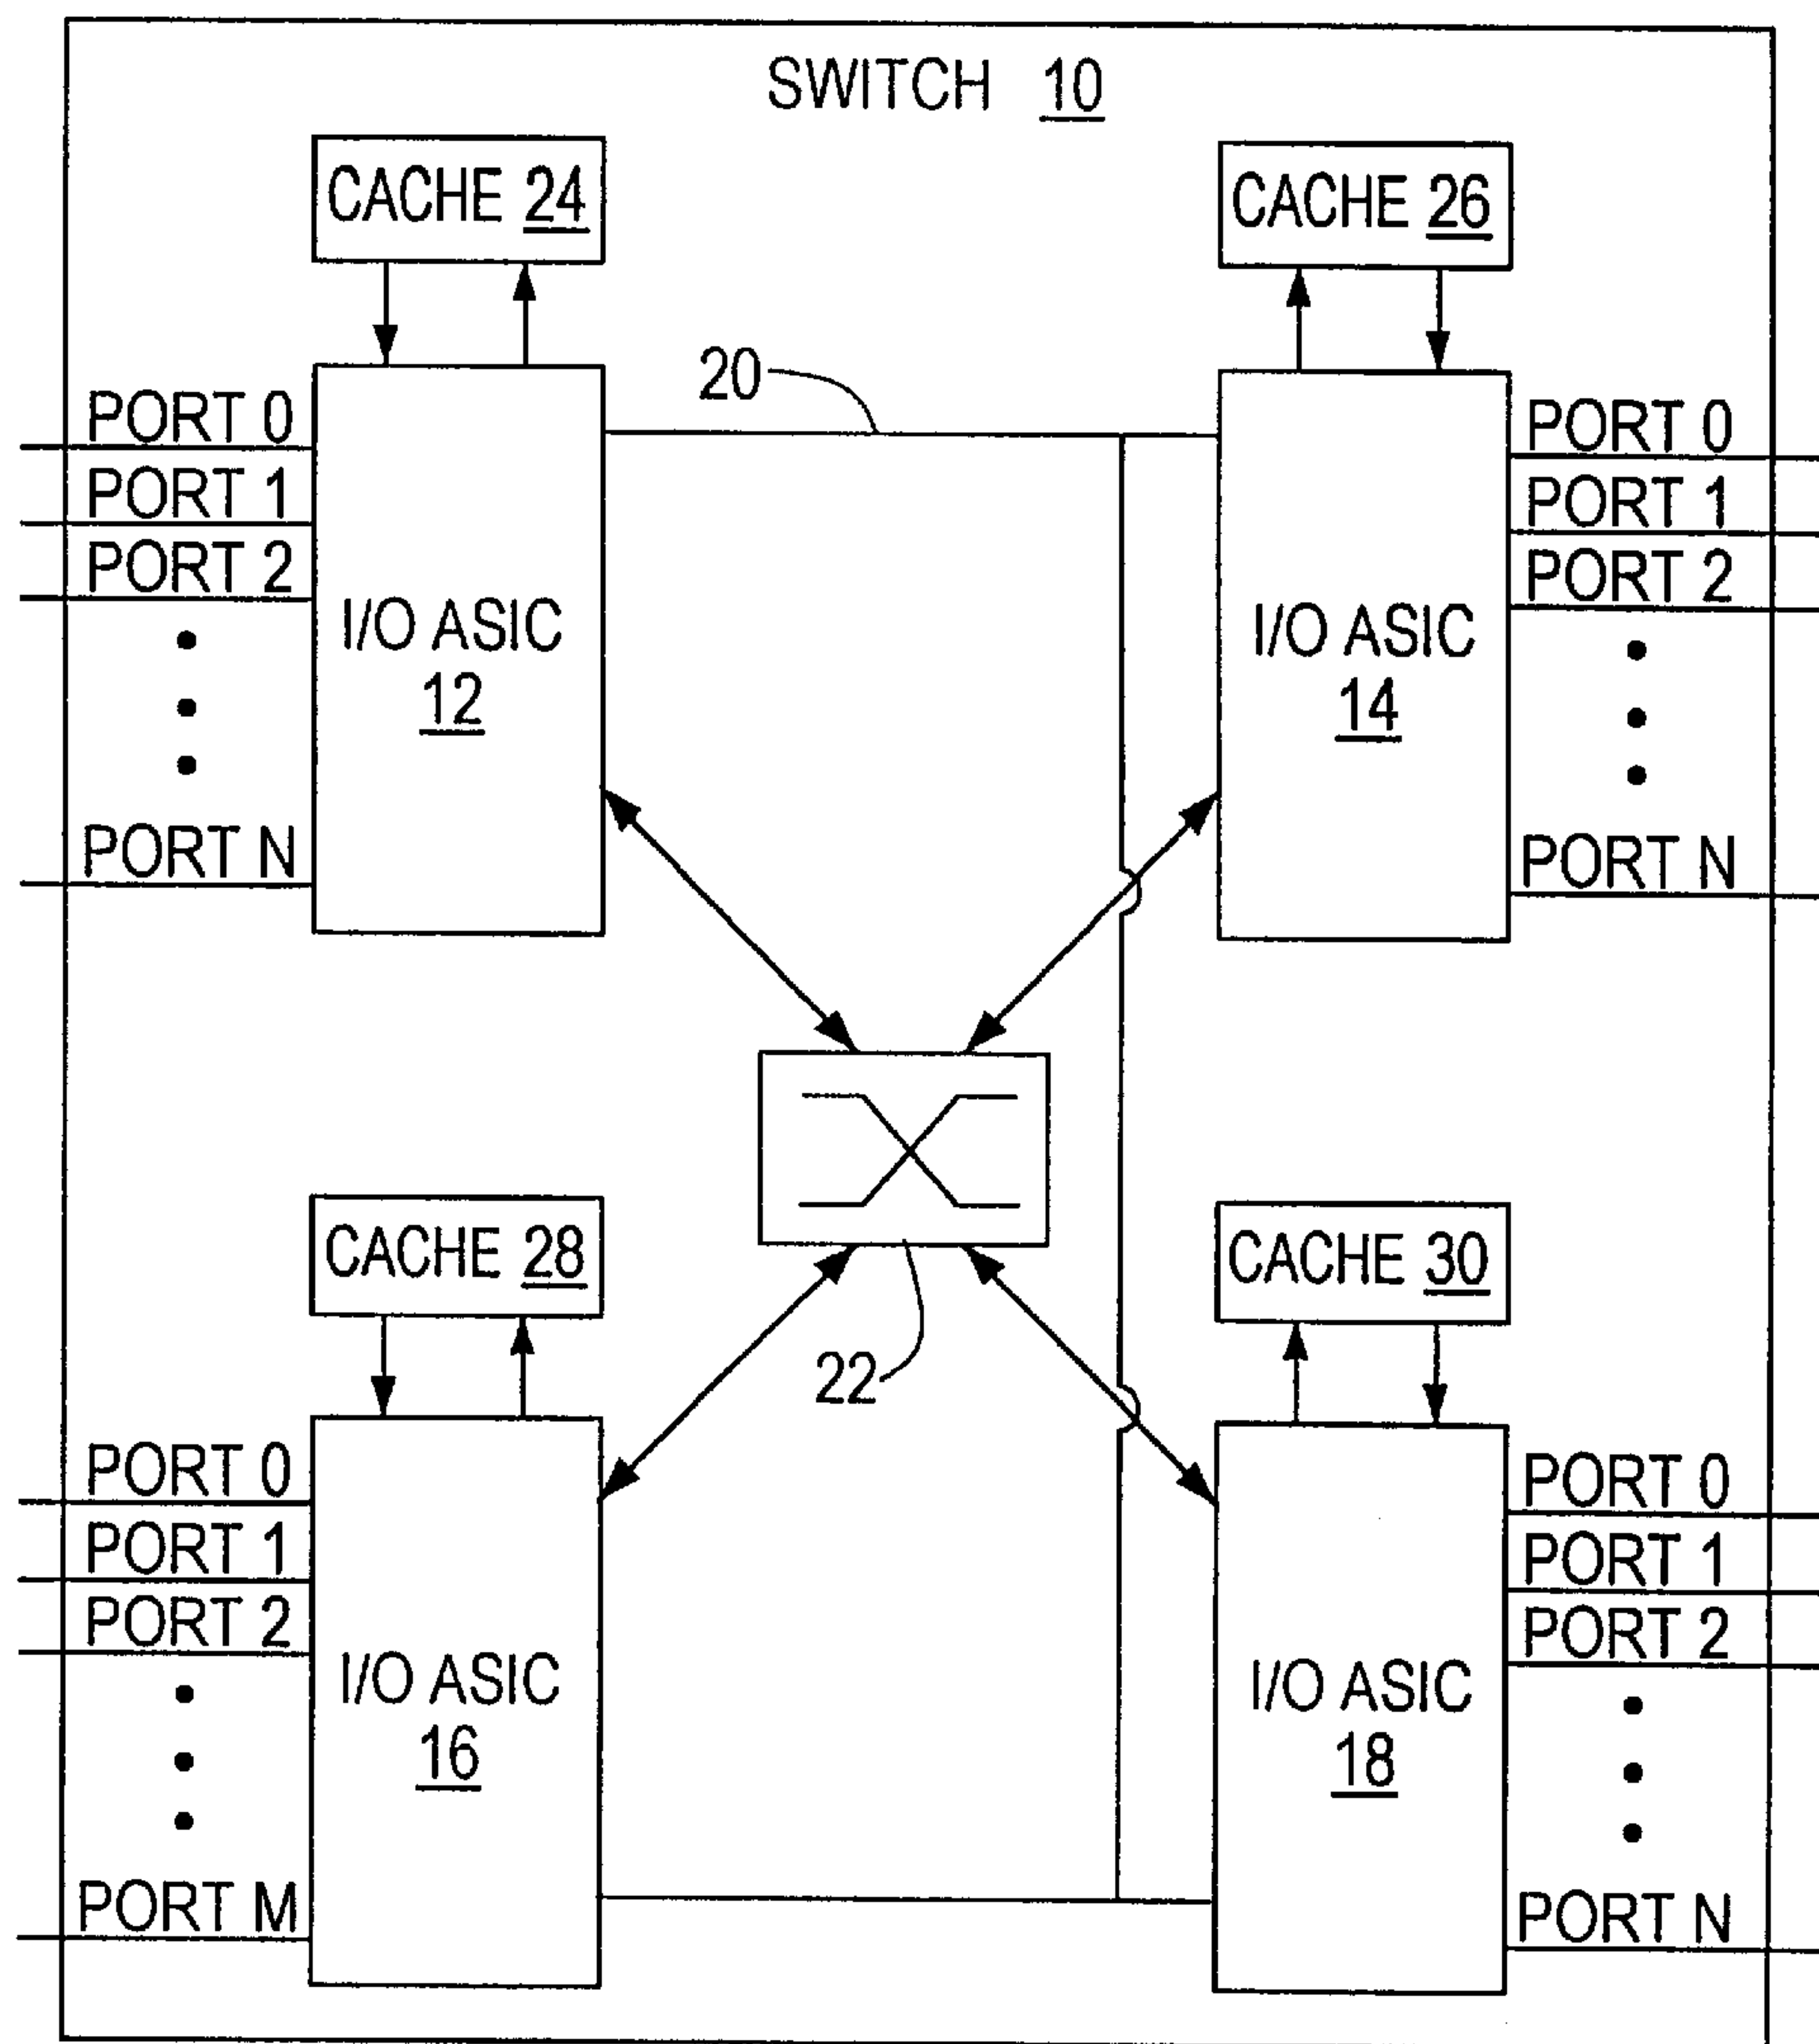 SWITCH 10
CACHE 24
CACHE 26
20
PORT 0
PORT 1
PORT 2
PORT N
I/O ASIC
12
I/O ASIC
14
PORT 0
PORT 1
PORT 2
PORT N
22
CACHE 28
CACHE 30
PORT 0
PORT 1
PORT 2
PORT M
I/O ASIC
16
I/O ASIC
18
PORT 0
PORT 1
PORT 2
PORT N